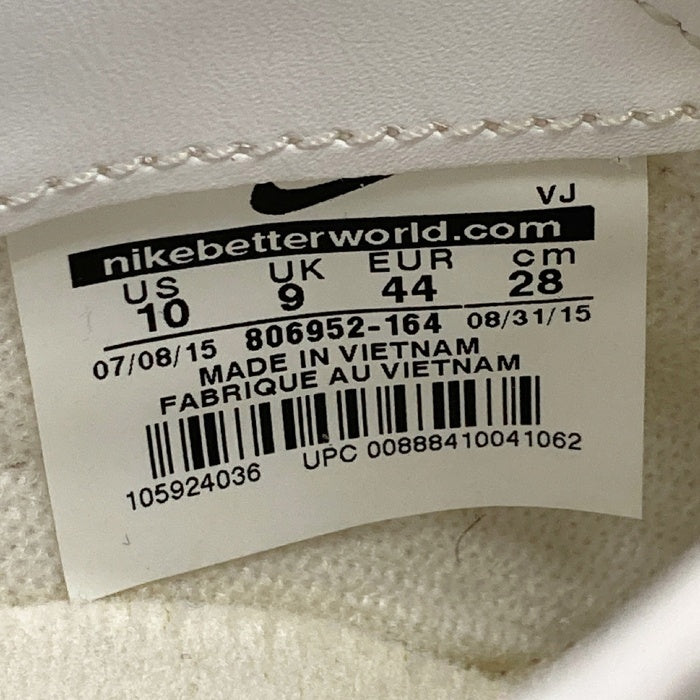 VJ
nikebetterworld.com
US UK EUR cm
10 9 44 28
07/08/15 806952-164 08/31/15
MADE IN VIETNAM
FABRIQUE AU VIETNAM
105924036 UPC 00888410041062